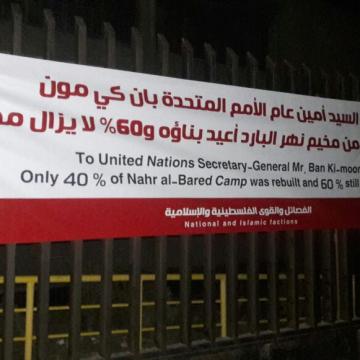 السيد أمين عام الأمم المتحدة بان كي مون
من مخيم نهر البارد أعيد بناؤه و60% لا يزال
To United Nations Secretary-General Mr. Ban Ki-moon
Only 40 % of Nahr al-Bared Camp was rebuilt and 60 % still
الفصائل والقوى الفلسطينية والإسلامية
National and Islamic factions